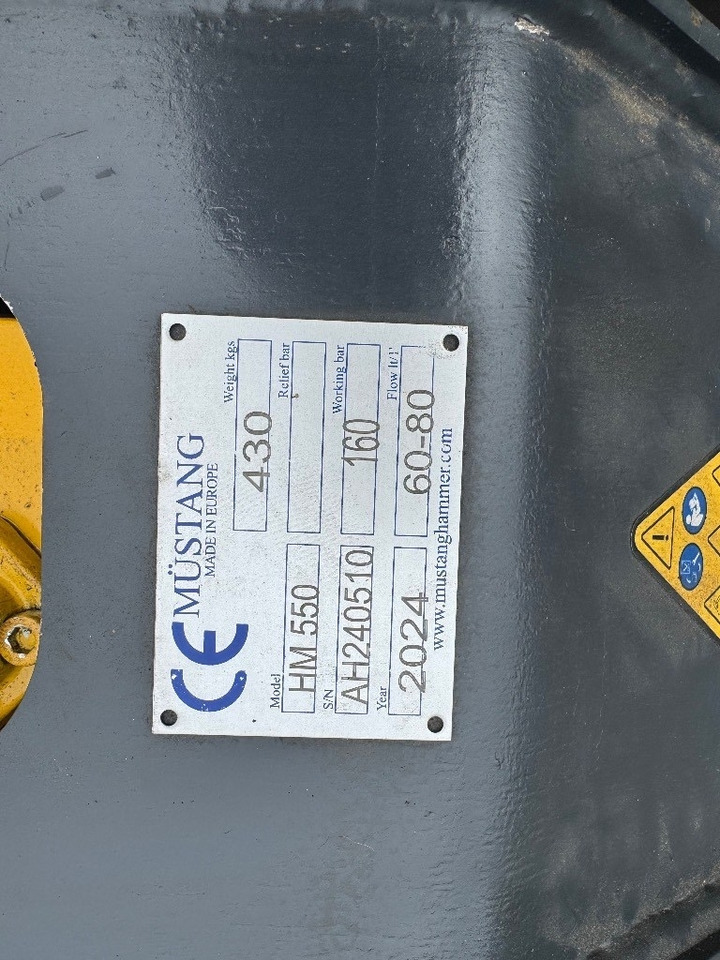 CE MÜSTANG
MADE IN EUROPE
Weight kgs
430
Model
Relief bar
HM 550
S/N
Working bar
AH240510
160
Year
Flow lt/1'
2024
60-80
www.mustanghammer.com